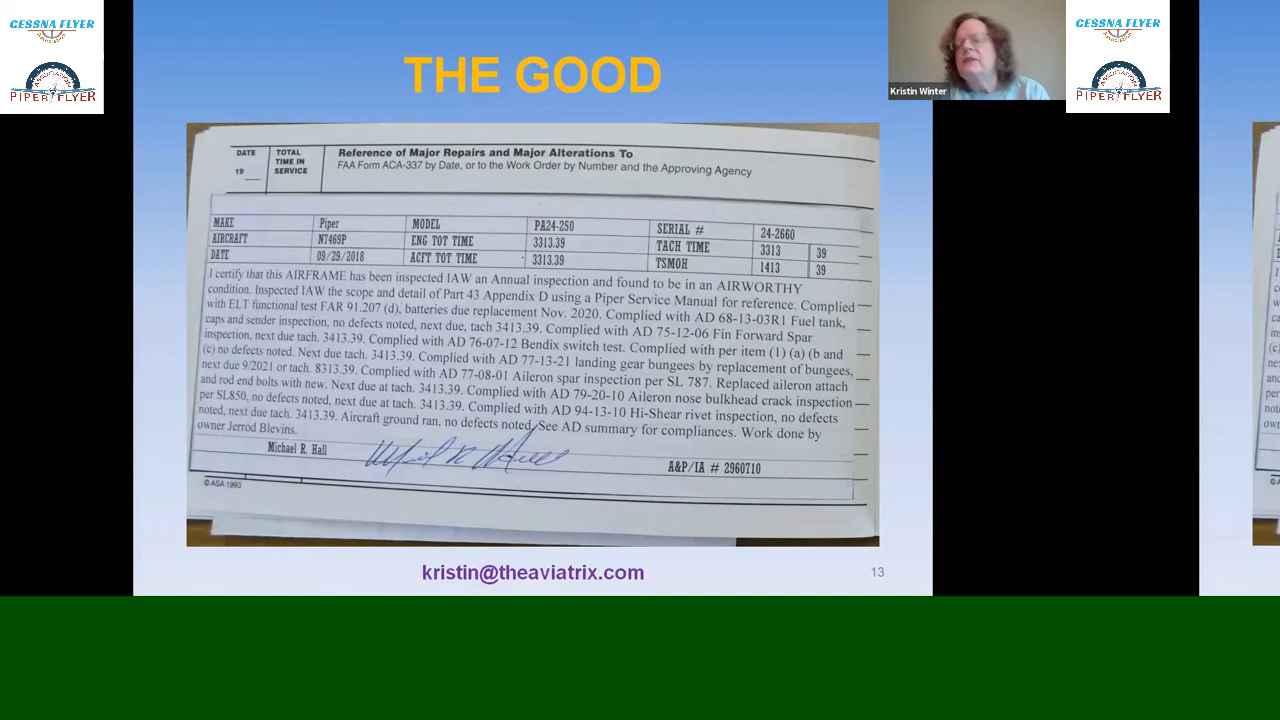 CESSNA FLYER
ASSOCIATION
ASSOCIATION
PIPER FLYER
THE GOOD
Kristin Winter
CESSNA FLYER
ASSOCIATION
ASSOCIATION
PIPER FLYER
DATE
19 __
TOTAL
TIME IN
SERVICE
Reference of Major Repairs and Major Alterations To
FAA Form ACA-337 by Date, or to the Work Order by Number and the Approving Agency
MAKE Piper MODEL PA24-250 SERIAL # 24-2660
AIRCRAFT N7469P ENG TOT TIME 3313.39 TACH TIME 3313 39
DATE 09/29/2018 ACFT TOT TIME 3313.39 TSMOH 1413 39
I certify that this AIRFRAME has been inspected IAW an Annual inspection and found to be in an AIRWORTHY
condition. Inspected IAW the scope and detail of Part 43 Appendix D using a Piper Service Manual for reference. Complied
with ELT functional test FAR 91.207 (d), batteries due replacement Nov. 2020. Complied with AD 68-13-03R1 Fuel tank,
caps and sender inspection, no defects noted, next due, tach 3413.39. Complied with AD 75-12-06 Fin Forward Spar
inspection, next due tach. 3413.39. Complied with AD 76-07-12 Bendix switch test. Complied with per item (1) (a) (b and
(c) no defects noted. Next due tach. 3413.39. Complied with AD 77-13-21 landing gear bungees by replacement of bungees,
next due 9/2021 or tach. 8313.39. Complied with AD 77-08-01 Aileron spar inspection per SL 787. Replaced aileron attach
and rod end bolts with new. Next due at tach. 3413.39. Complied with AD 79-20-10 Aileron nose bulkhead crack inspection
per SL850, no defects noted, next due at tach. 3413.39. Complied with AD 94-13-10 Hi-Shear rivet inspection, no defects
noted, next due tach. 3413.39. Aircraft ground ran, no defects noted. See AD summary for compliances. Work done by
owner Jerrod Blevins.
Michael R. Hall A&P/IA # 2960710
© ASA 1993
kristin@theaviatrix.com
13